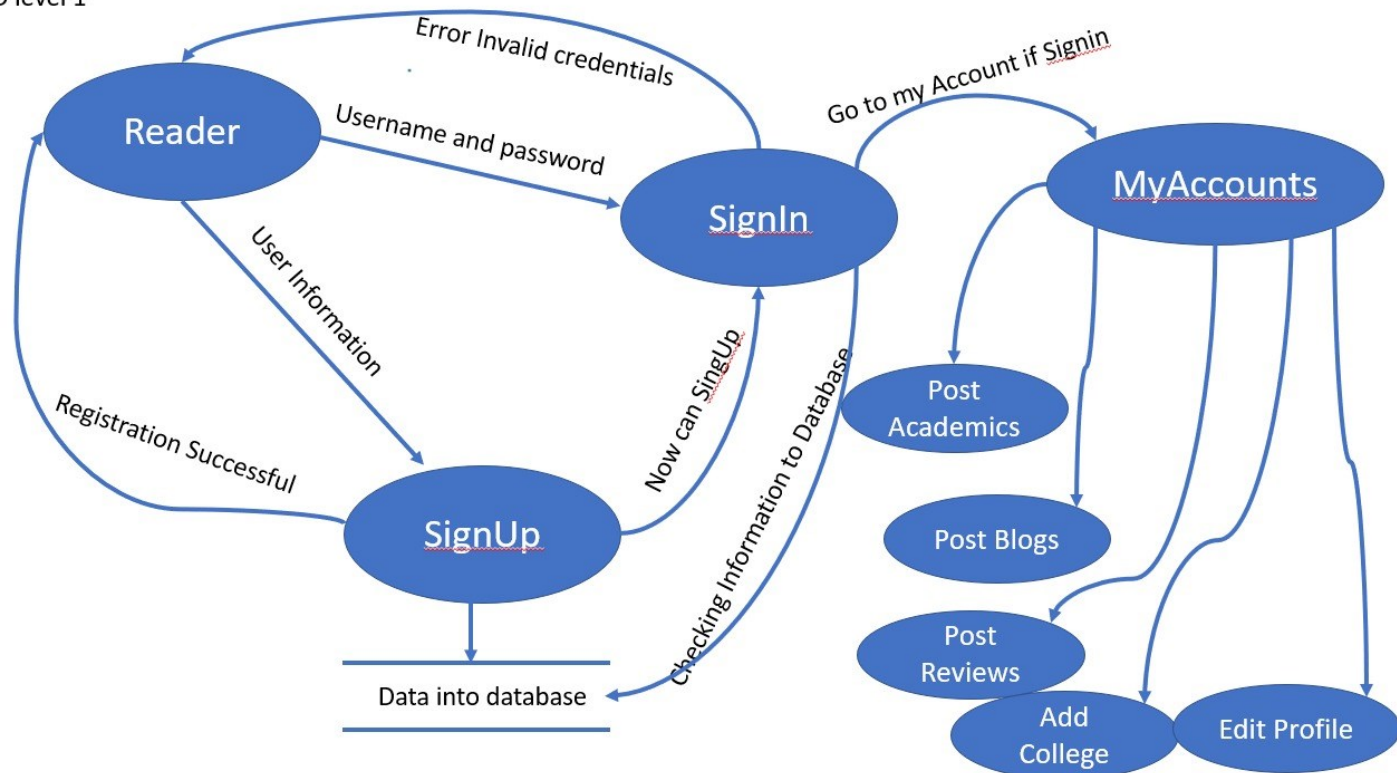 level 1
Error Invalid credentials
Go to my Account if Signin
Reader
Username and password
MyAccounts
SignIn
User Information
Now can SingUp
Checking Information to Database
Post
Academics
Registration Successful
SignUp
Post Blogs
Post
Reviews
Data into database
Add
College
Edit Profile